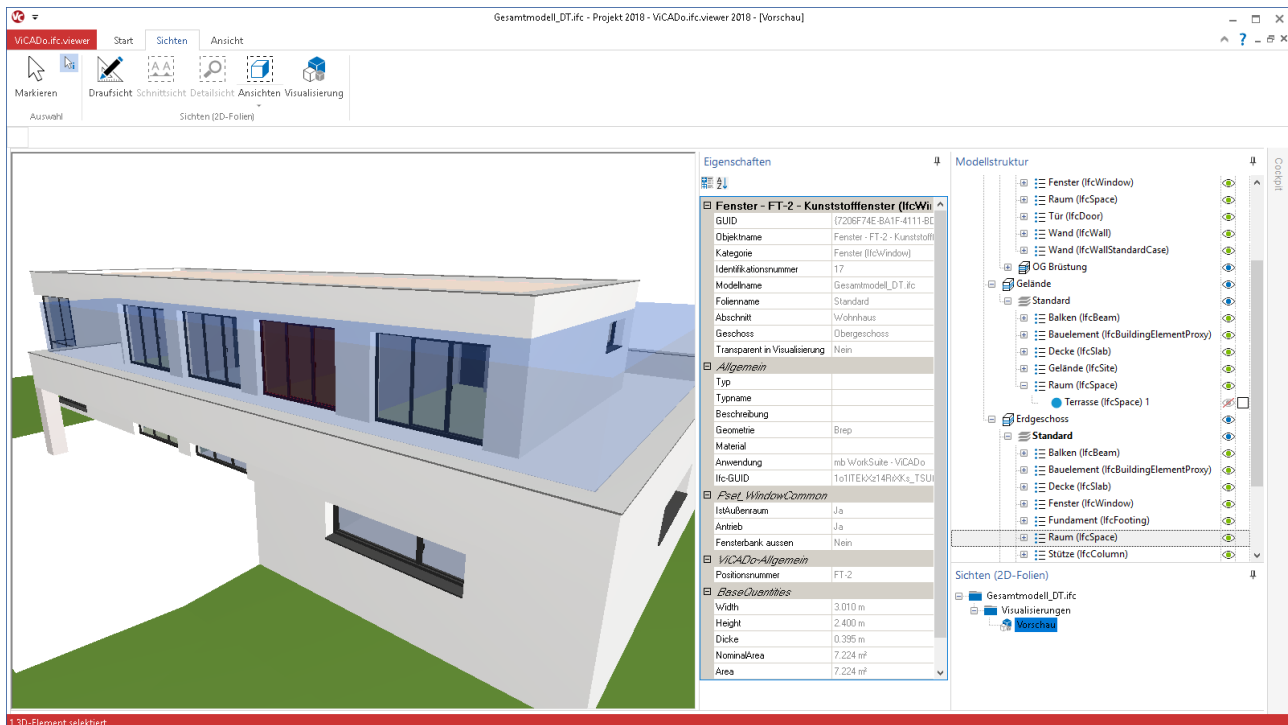 Gesamtmodell_DT.ifc - Projekt 2018 - ViCADo.ifc.viewer 2018 - [Vorschau]
ViCADo.ifc.viewer Start Sichten Ansicht
Markieren Draufsicht Schnittsicht Detailsicht Ansichten Visualisierung
Auswahl Sichten (2D-Folien)
Eigenschaften
Fenster - FT-2 - Kunststofffenster (IfcWi
GUID
Objektname Fenster - FT-2 - Kunststoff
Kategorie Fenster (IfcWindow)
Identifikationsnummer 17
Modellname Gesamtmodell_DT.ifc
Folienname Standard
Abschnitt Wohnhaus
Geschoss Obergeschoss
Transparent in Visualisierung Nein
Allgemein
Typ
Typname
Beschreibung
Geometrie Brep
Material
Anwendung mb WorkSuite - ViCADo
Ifc-GUID
Pset_WindowCommon
IstAußenraum Ja
Antrieb Ja
Fensterbank aussen Nein
ViCADo-Allgemein
Positionsnummer FT-2
BaseQuantities
Width 3.010 m
Height 2.400 m
Dicke 0.395 m
NominalArea 7.224 m²
Area 7.224 m²
Modellstruktur
Fenster (IfcWindow)
Raum (IfcSpace)
Tür (IfcDoor)
Wand (IfcWall)
Wand (IfcWallStandardCase)
OG Brüstung
Gelände
Standard
Balken (IfcBeam)
Bauelement (IfcBuildingElementProxy)
Decke (IfcSlab)
Gelände (IfcSite)
Raum (IfcSpace)
Terrasse (IfcSpace) 1
Erdgeschoss
Standard
Balken (IfcBeam)
Bauelement (IfcBuildingElementProxy)
Decke (IfcSlab)
Fenster (IfcWindow)
Fundament (IfcFooting)
Raum (IfcSpace)
Stütze (IfcColumn)
Sichten (2D-Folien)
Gesamtmodell_DT.ifc
Visualisierungen
Vorschau
Cockpit
1 3D-Element selektiert